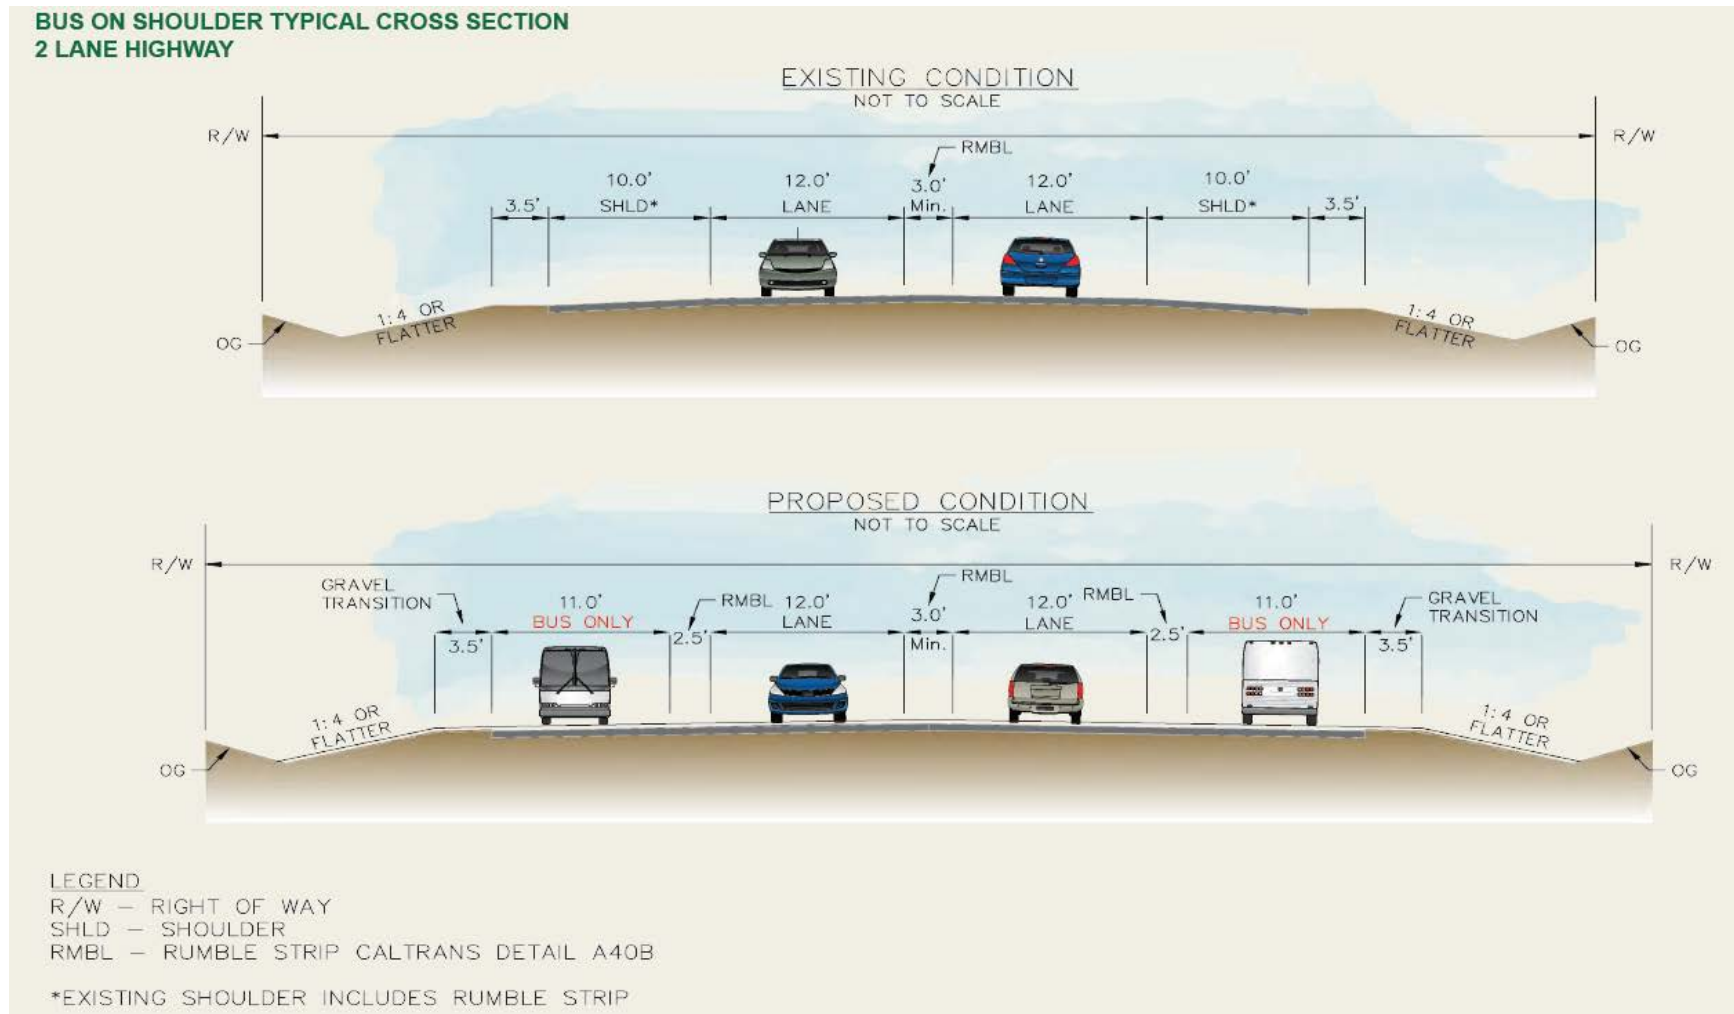 BUS ON SHOULDER TYPICAL CROSS SECTION
2 LANE HIGHWAY
EXISTING CONDITION
NOT TO SCALE
R/W
R/W
RMBL
3.5'
10.0'
SHLD*
12.0'
LANE
3.0'
Min.
12.0'
LANE
10.0'
SHLD*
3.5'
1:4 OR
FLATTER
1:4 OR
FLATTER
OG
OG
PROPOSED CONDITION
NOT TO SCALE
R/W
R/W
GRAVEL
TRANSITION
3.5'
11.0'
BUS ONLY
RMBL
2.5'
12.0'
LANE
RMBL
3.0'
Min.
12.0'
LANE
RMBL
2.5'
11.0'
BUS ONLY
GRAVEL
TRANSITION
3.5'
1:4 OR
FLATTER
1:4 OR
FLATTER
OG
OG
LEGEND
R/W – RIGHT OF WAY
SHLD – SHOULDER
RMBL – RUMBLE STRIP CALTRANS DETAIL A40B
*EXISTING SHOULDER INCLUDES RUMBLE STRIP